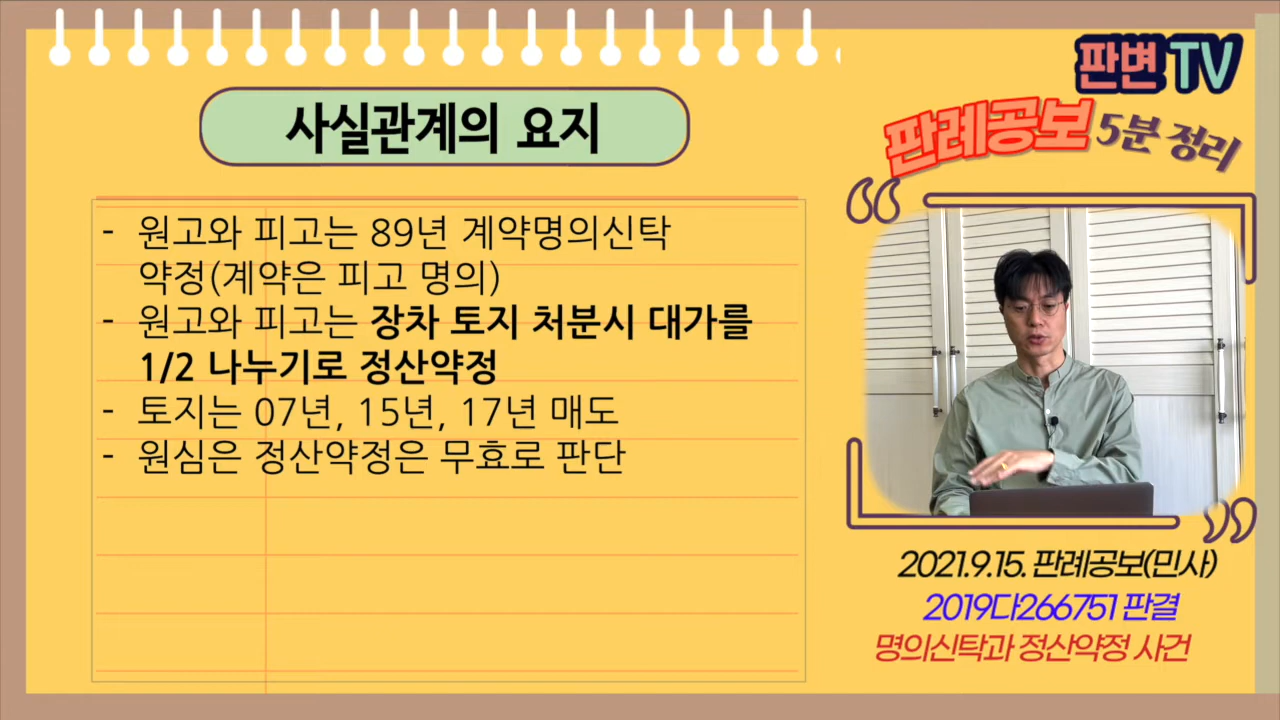 판변 TV
판례공보 5분 정리
사실관계의 요지
- 원고와 피고는 89년 계약명의신탁
약정(계약은 피고 명의)
- 원고와 피고는 장차 토지 처분시 대가를
1/2 나누기로 정산약정
- 토지는 07년, 15년, 17년 매도
- 원심은 정산약정은 무효로 판단
2021.9.15. 판례공보(민사)
2019다266751 판결
명의신탁과 정산약정 사건